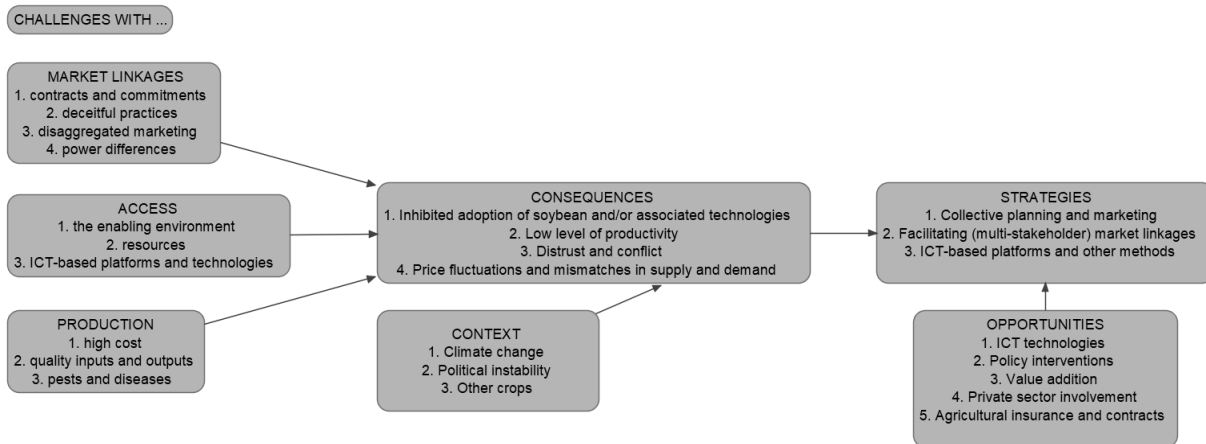 CHALLENGES WITH ...
MARKET LINKAGES
1. contracts and commitments
2. deceitful practices
3. disaggregated marketing
4. power differences
ACCESS
1. the enabling environment
2. resources
3. ICT-based platforms and technologies
PRODUCTION
1. high cost
2. quality inputs and outputs
3. pests and diseases
CONSEQUENCES
1. Inhibited adoption of soybean and/or associated technologies
2. Low level of productivity
3. Distrust and conflict
4. Price fluctuations and mismatches in supply and demand
CONTEXT
1. Climate change
2. Political instability
3. Other crops
STRATEGIES
1. Collective planning and marketing
2. Facilitating (multi-stakeholder) market linkages
3. ICT-based platforms and other methods
OPPORTUNITIES
1. ICT technologies
2. Policy interventions
3. Value addition
4. Private sector involvement
5. Agricultural insurance and contracts